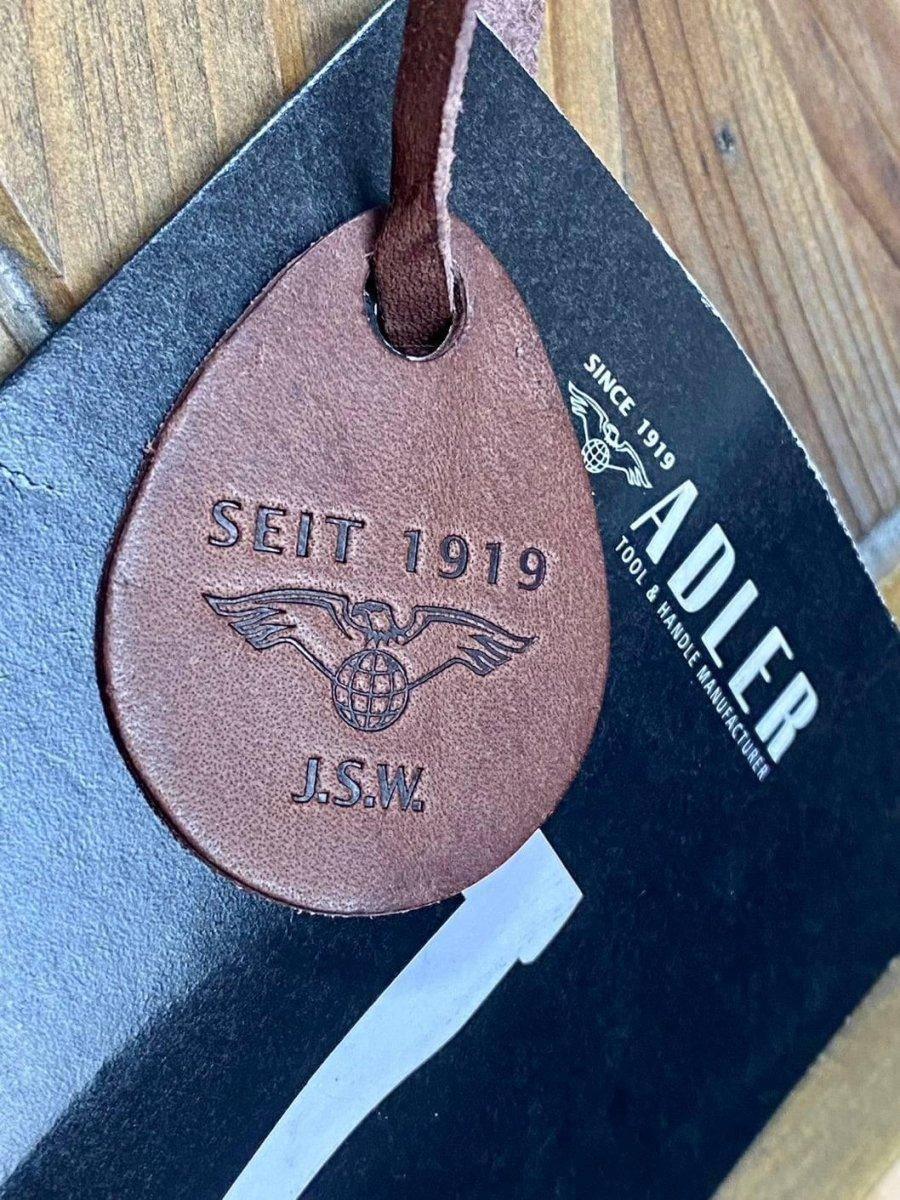 SEIT 1919
J.S.W.
SINCE 1919
ADLER
TOOL & HANDLE MANUFACTURER